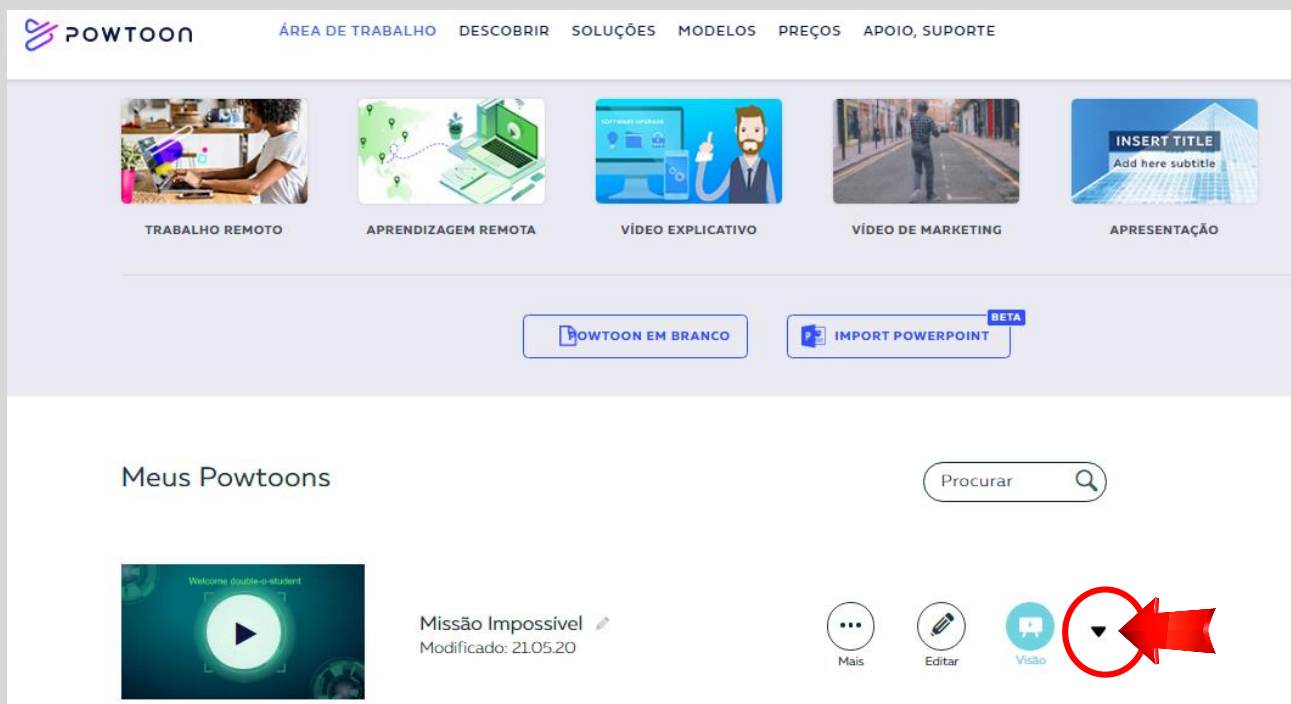 POWTOON
ÁREA DE TRABALHO DESCOBRIR SOLUÇÕES MODELOS PREÇOS APOIO, SUPORTE
SOFTWARE UPGRADE
INSERT TITLE
Add here subtitle
TRABALHO REMOTO APRENDIZAGEM REMOTA VÍDEO EXPLICATIVO VÍDEO DE MARKETING APRESENTAÇÃO
BETA
POWTOON EM BRANCO IMPORT POWERPOINT
Meus Powtoons
Procurar
Welcome double-o-student
Missão Impossível
Modificado: 21.05.20
Mais Editar Visão